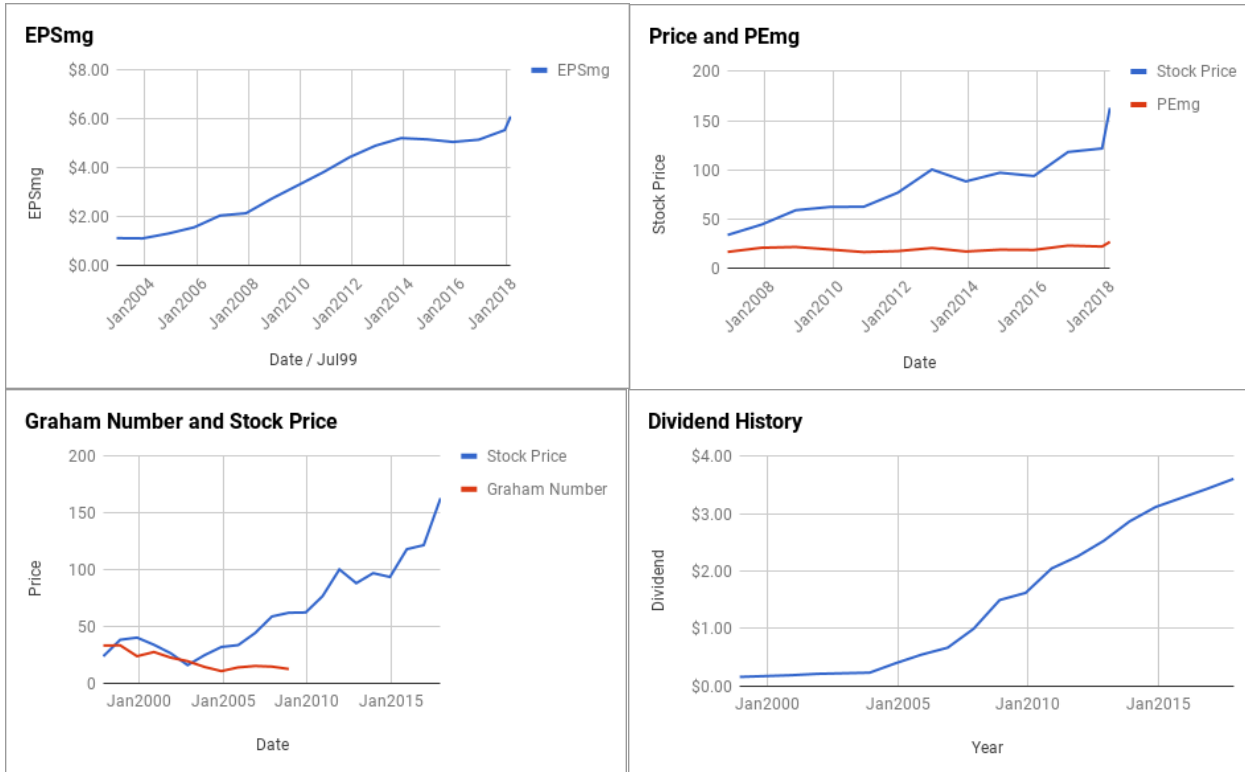 EPSmg
EPSmg
$8.00
$6.00
$4.00
$2.00
$0.00
EPSmg
Jan2004
Jan2006
Jan2008
Jan2010
Jan2012
Jan2014
Jan2016
Jan2018
Date / Jul99
Price and PEmg
Stock Price
PEmg
200
150
100
50
0
Stock Price
Jan2008
Jan2010
Jan2012
Jan2014
Jan2016
Jan2018
Date
Graham Number and Stock Price
Stock Price
Graham Number
200
150
100
50
0
Price
Jan2000
Jan2005
Jan2010
Jan2015
Date
Dividend History
$4.00
$3.00
$2.00
$1.00
$0.00
Dividend
Jan2000
Jan2005
Jan2010
Jan2015
Year